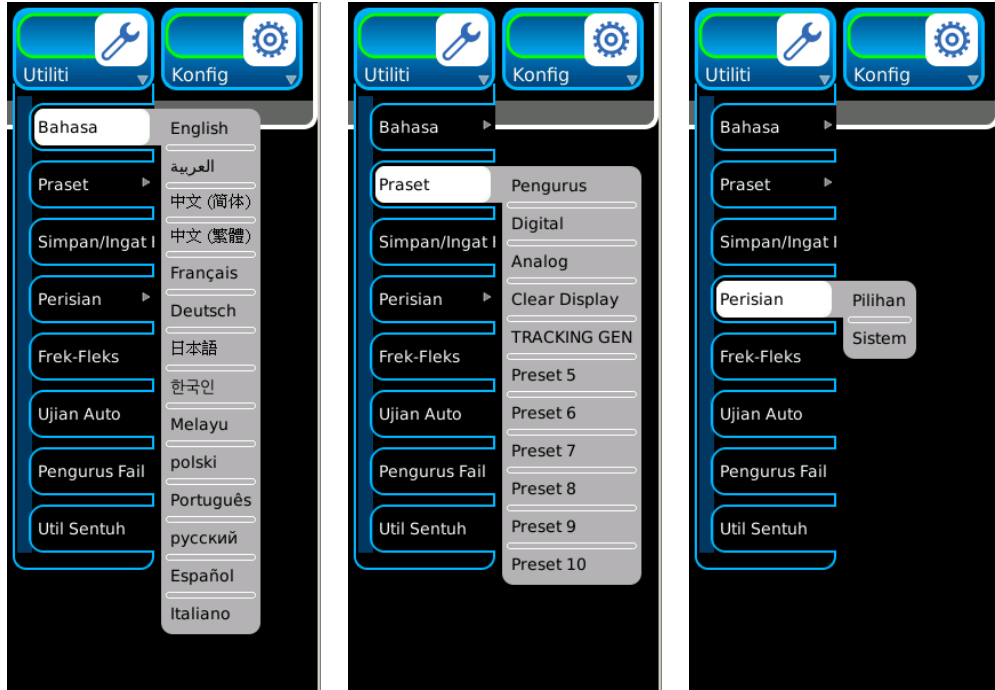 Utiliti
Konfig
Bahasa
Praset
Simpan/Ingat
Perisian
Frek-Fleks
Ujian Auto
Pengurus Fail
Util Sentuh
English
العربية
中文 (简体)
中文 (繁體)
Français
Deutsch
日本語
한국인
Melayu
polski
Português
русский
Español
Italiano
Utiliti
Konfig
Bahasa
Praset
Simpan/Ingat
Perisian
Frek-Fleks
Ujian Auto
Pengurus Fail
Util Sentuh
Pengurus
Digital
Analog
Clear Display
TRACKING GEN
Preset 5
Preset 6
Preset 7
Preset 8
Preset 9
Preset 10
Utiliti
Konfig
Bahasa
Praset
Simpan/Ingat
Perisian
Frek-Fleks
Ujian Auto
Pengurus Fail
Util Sentuh
Pilihan
Sistem